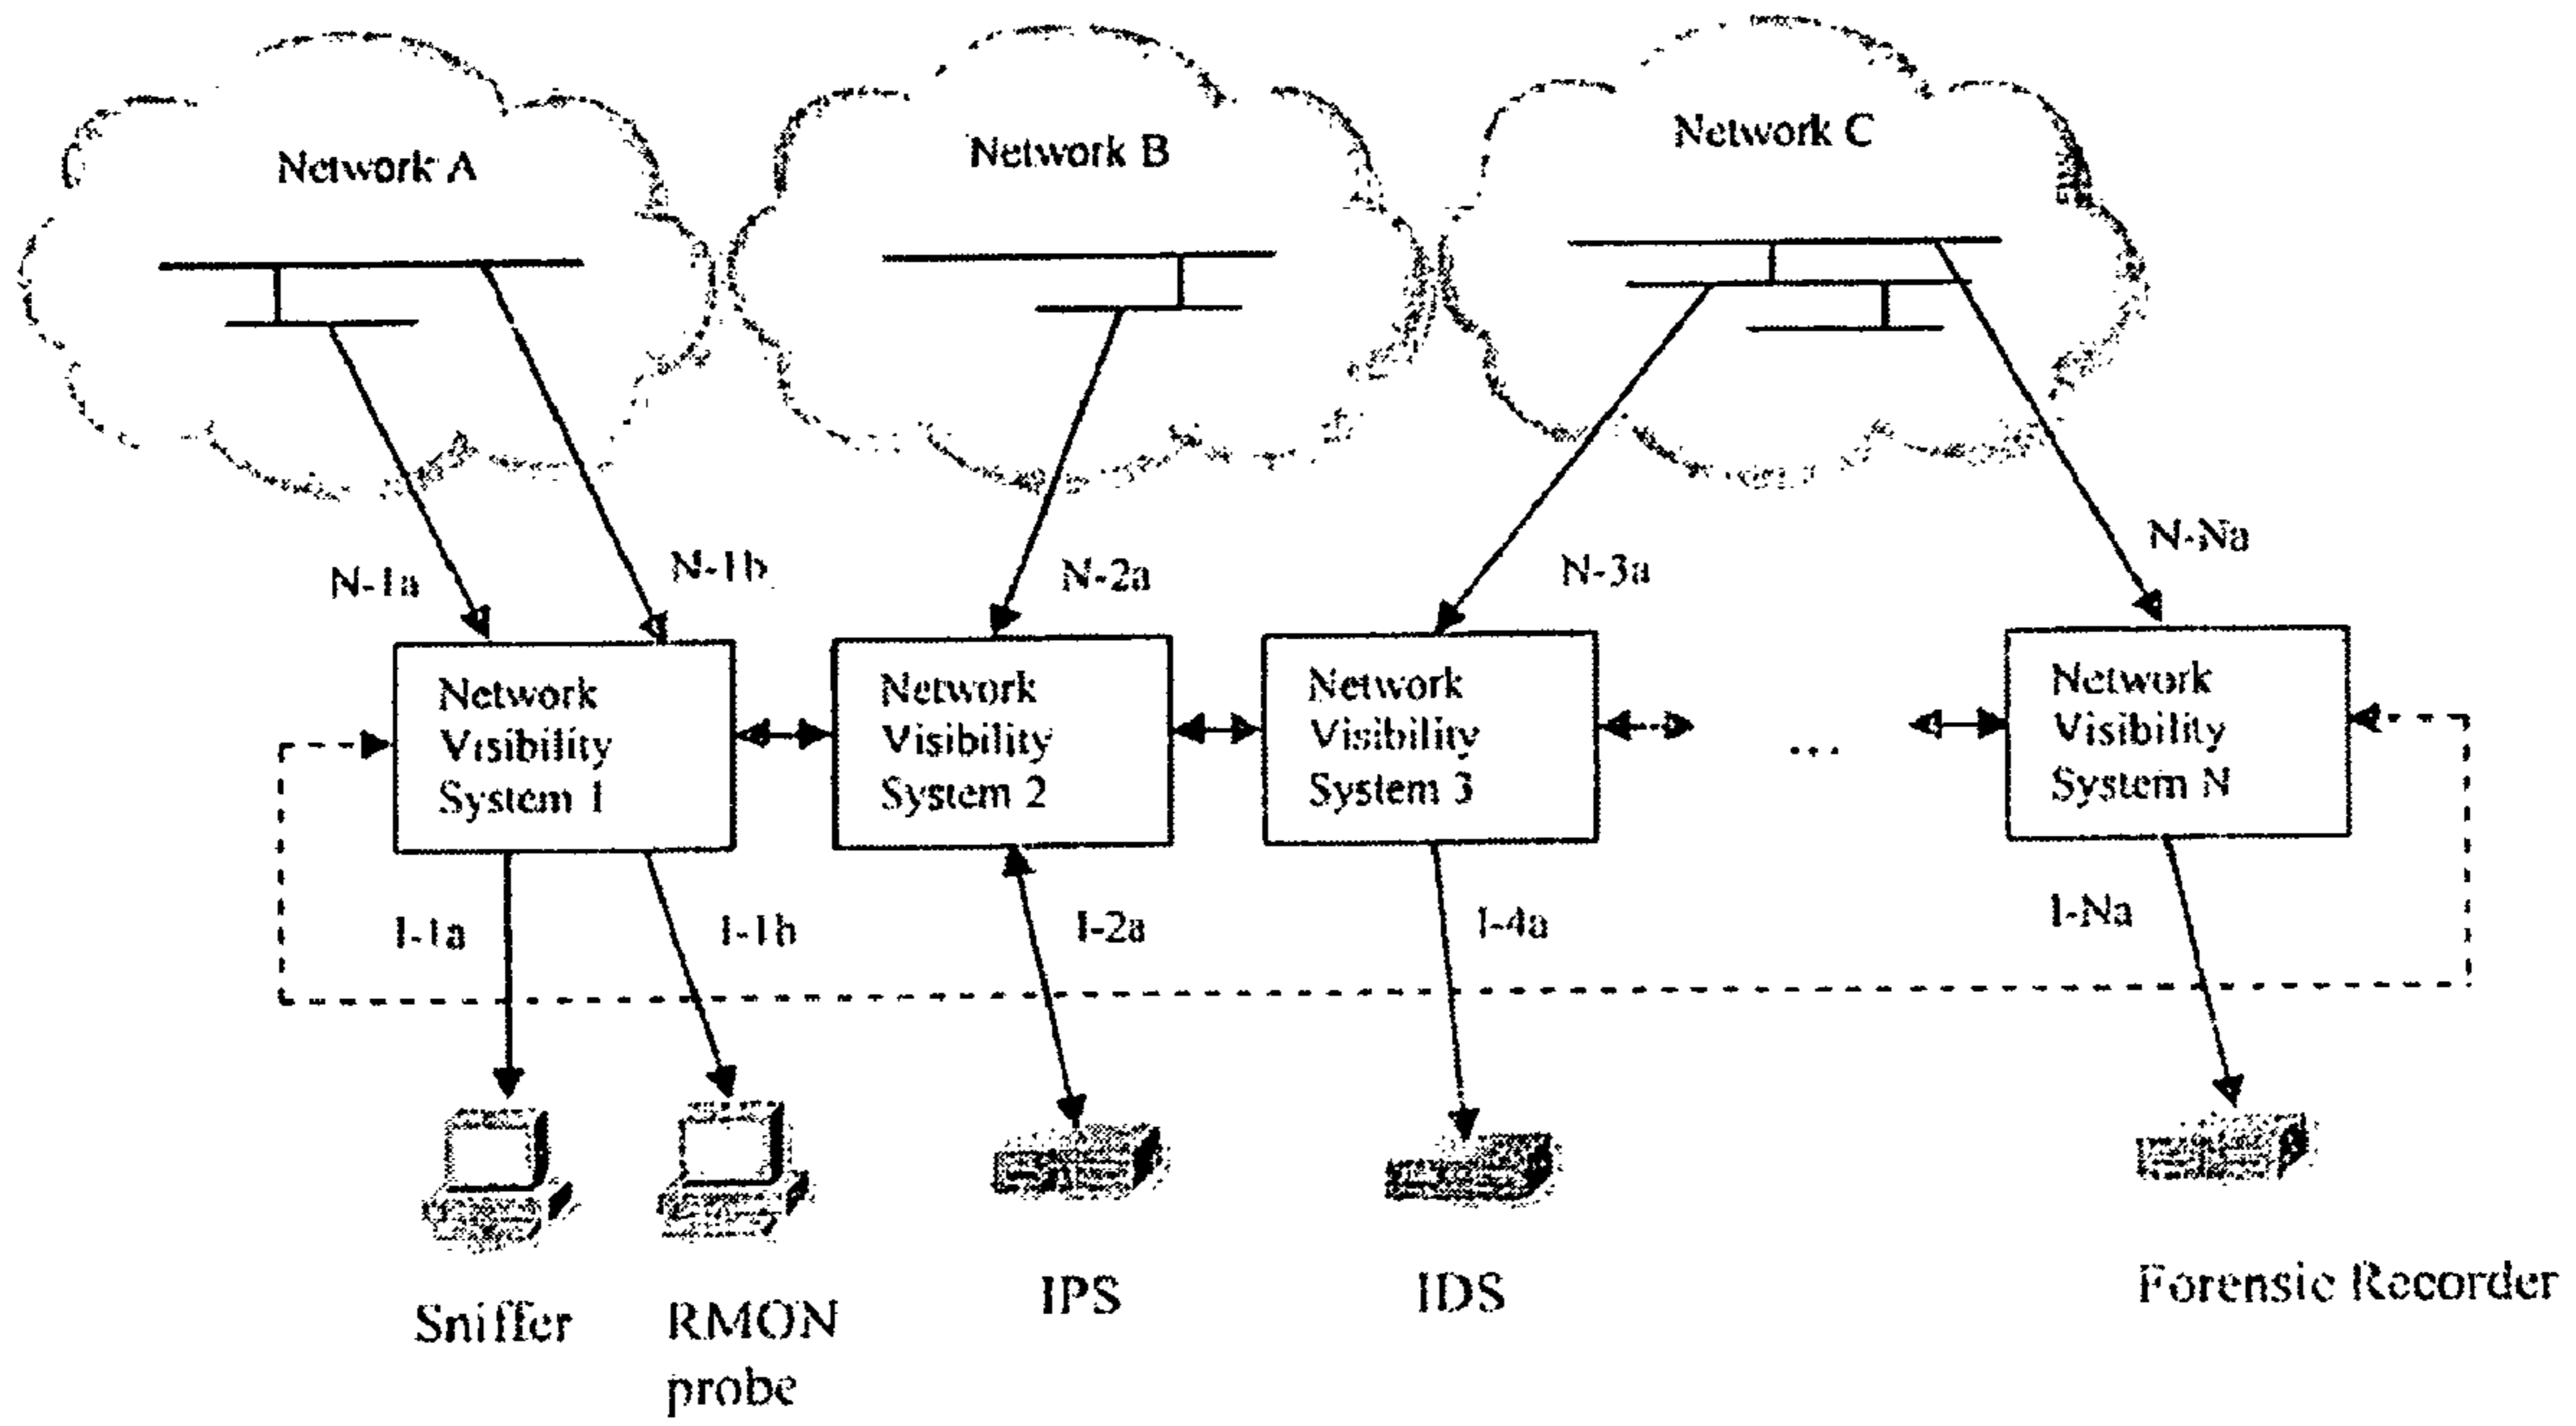 Network A
Network B
Network C
N-1a
N-1b
N-2a
N-3a
N-Na
Network
Visibility
System 1
Network
Visibility
System 2
Network
Visibility
System 3
...
Network
Visibility
System N
I-1a
I-1b
I-2a
I-4a
I-Na
Sniffer
RMON
probe
IPS
IDS
Forensic Recorder